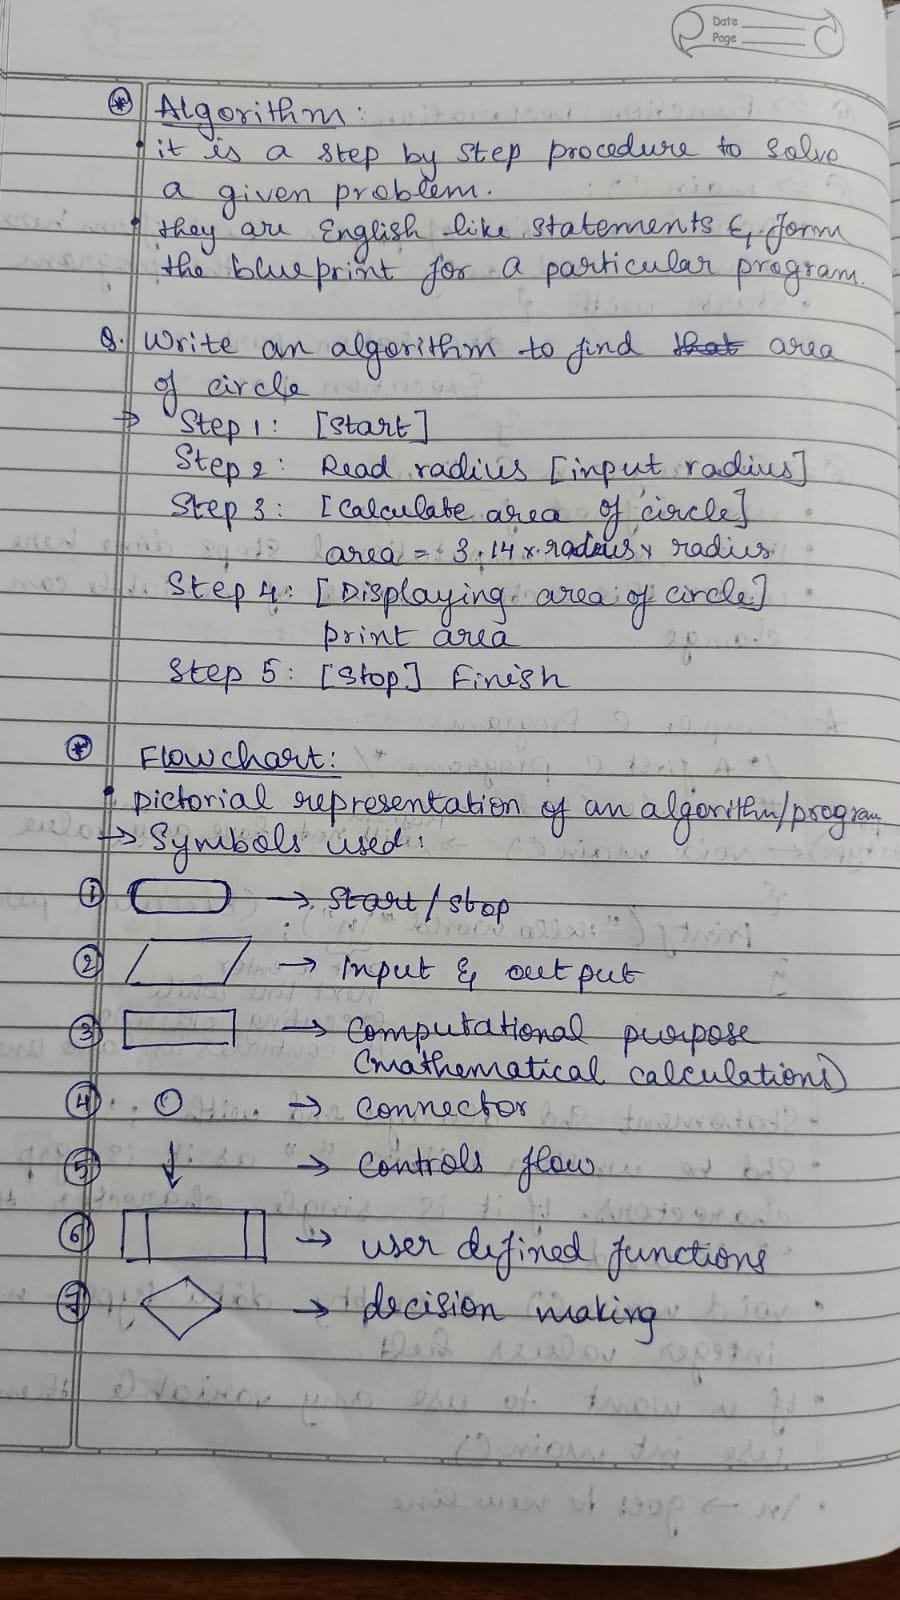 Date
Page
* Algorithm:
• it is a step by step procedure to solve
a given problem.
• they are English like statements & form
the blueprint for a particular program.
Q. Write an algorithm to find that area
of circle
→ Step 1: [Start]
Step 2: Read radius [input radius]
Step 3: [Calculate area of circle]
area = 3.14 x radius x radius
Step 4: [Displaying area of circle]
print area
Step 5: [Stop] Finish
* Flowchart:
• pictorial representation of an algorithm/program
→ Symbols used:
① → Start/stop
② → Input & output
③ → computational purpose
(mathematical calculations)
④ → connector
⑤ → controls flow
⑥ → user defined functions
⑦ → decision making